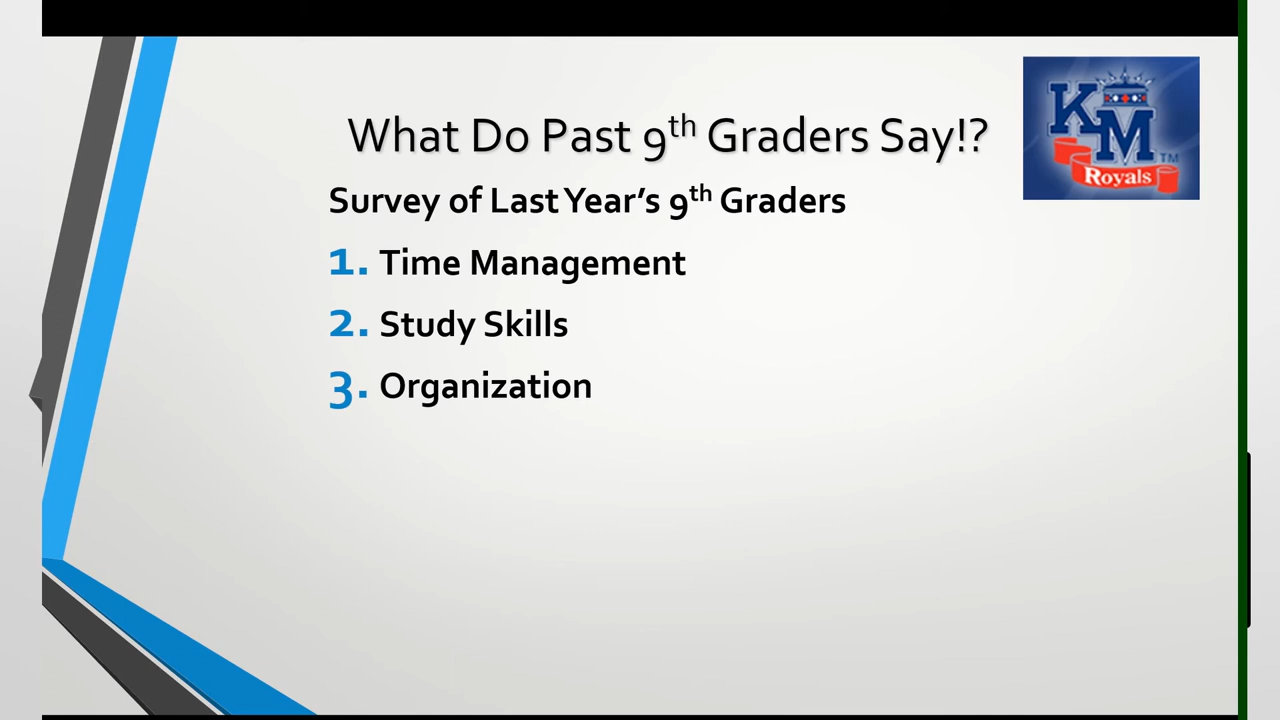 What Do Past 9th Graders Say!?
Survey of Last Year’s 9th Graders
1. Time Management
2. Study Skills
3. Organization
KM
Royals
TM